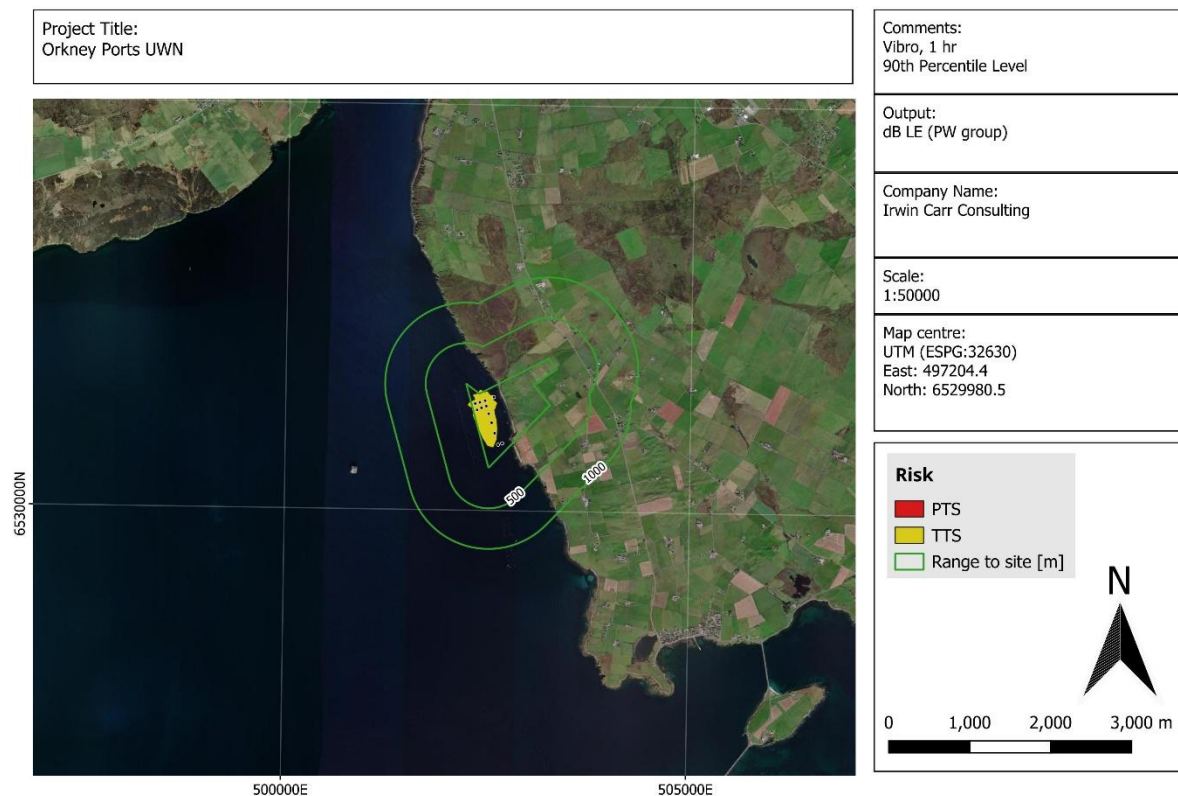 Project Title:
Orkney Ports UWN
Comments:
Vibro, 1 hr
90th Percentile Level
Output:
dB LE (PW group)
Company Name:
Irwin Carr Consulting
Scale:
1:50000
Map centre:
UTM (ESPG:32630)
East: 497204.4
North: 6529980.5
6530000N
500
1000
500000E
505000E
Risk
PTS
TTS
Range to site [m]
N
0 1,000 2,000 3,000 m